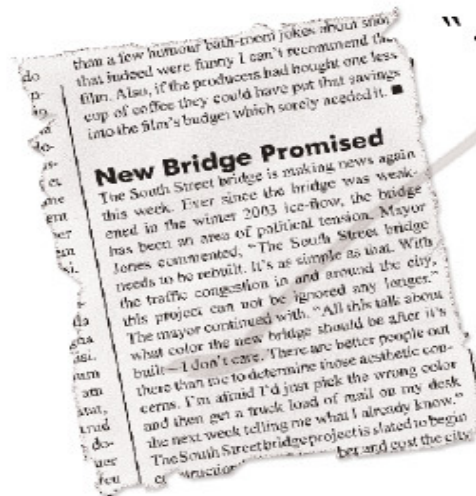 than a few humour bath-room jokes about
that indeed were funny I can't recommend the
film. Also, if the producers had bought one less
cup of coffee they could have put that savings
into the film's budget which sorely needed it. ■
New Bridge Promised
The South Street bridge is making news again
this week. Ever since the bridge was weak-
ened in the winter 2003 ice-flow, the bridge
has been an area of political tension. Mayor
Jones commented, "The South Street bridge
needs to be rebuilt. It's as simple as that. With
the traffic congestion in and around the city,
this project can not be ignored any longer."
The mayor continued with, "All this talk about
what color the new bridge should be after it's
built—I don't care. There are better people out
there than me to determine those aesthetic con-
cerns. I'm afraid I'd just pick the wrong color
and then get a truck load of mail on my desk
the next week telling me what I already know."
The South Street bridge project is slated to begin
and cost the city
"